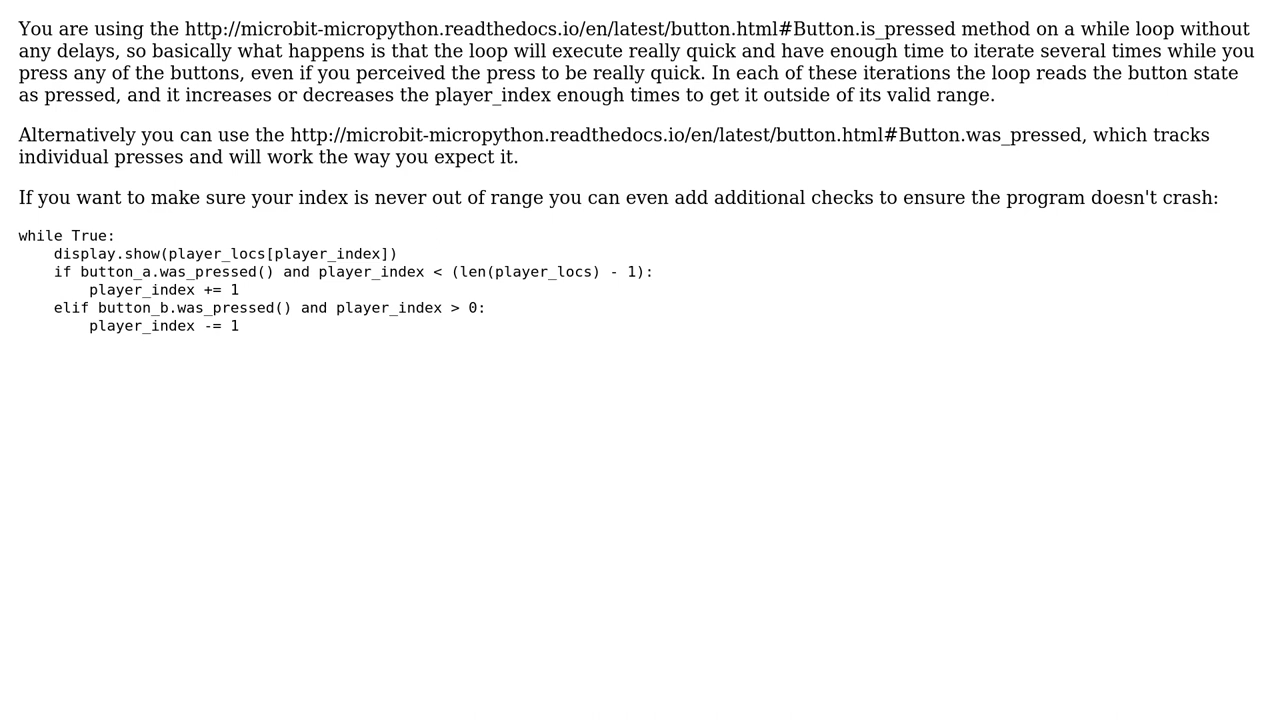 You are using the http://microbit-micropython.readthedocs.io/en/latest/button.html#Button.is_pressed method on a while loop without
any delays, so basically what happens is that the loop will execute really quick and have enough time to iterate several times while you
press any of the buttons, even if you perceived the press to be really quick. In each of these iterations the loop reads the button state
as pressed, and it increases or decreases the player_index enough times to get it outside of its valid range.
Alternatively you can use the http://microbit-micropython.readthedocs.io/en/latest/button.html#Button.was_pressed, which tracks
individual presses and will work the way you expect it.
If you want to make sure your index is never out of range you can even add additional checks to ensure the program doesn't crash:
while True:
    display.show(player_locs[player_index])
    if button_a.was_pressed() and player_index < (len(player_locs) - 1):
        player_index += 1
    elif button_b.was_pressed() and player_index > 0:
        player_index -= 1